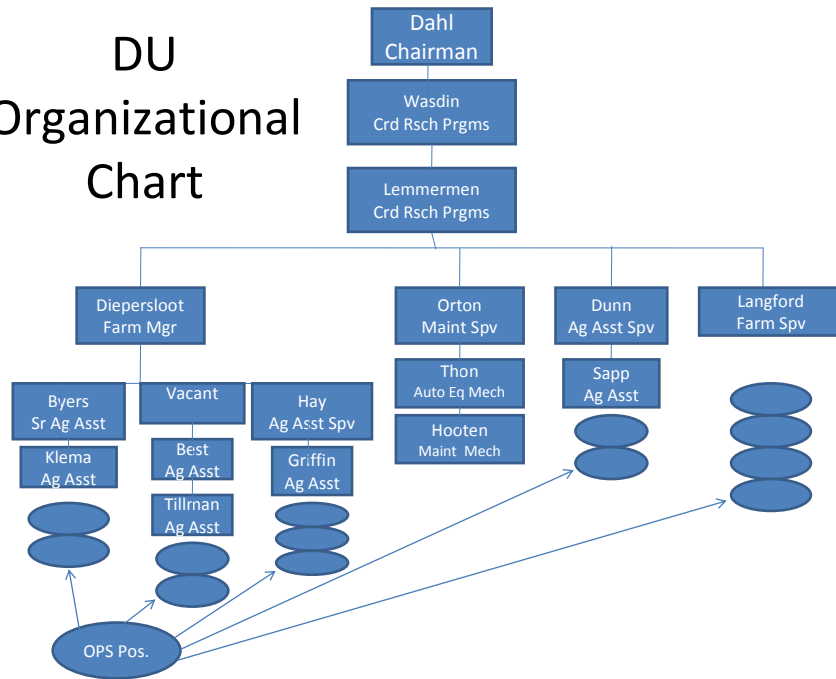 DU
Organizational
Chart
Dahl
Chairman
Wasdin
Crd Rsch Prgms
Lemmermen
Crd Rsch Prgms
Diepersloot
Farm Mgr
Orton
Maint Spv
Dunn
Ag Asst Spv
Langford
Farm Spv
Thon
Auto Eq Mech
Sapp
Ag Asst
Hooten
Maint Mech
Byers
Sr Ag Asst
Vacant
Hay
Ag Asst Spv
Klema
Ag Asst
Best
Ag Asst
Griffin
Ag Asst
Tillman
Ag Asst
OPS Pos.